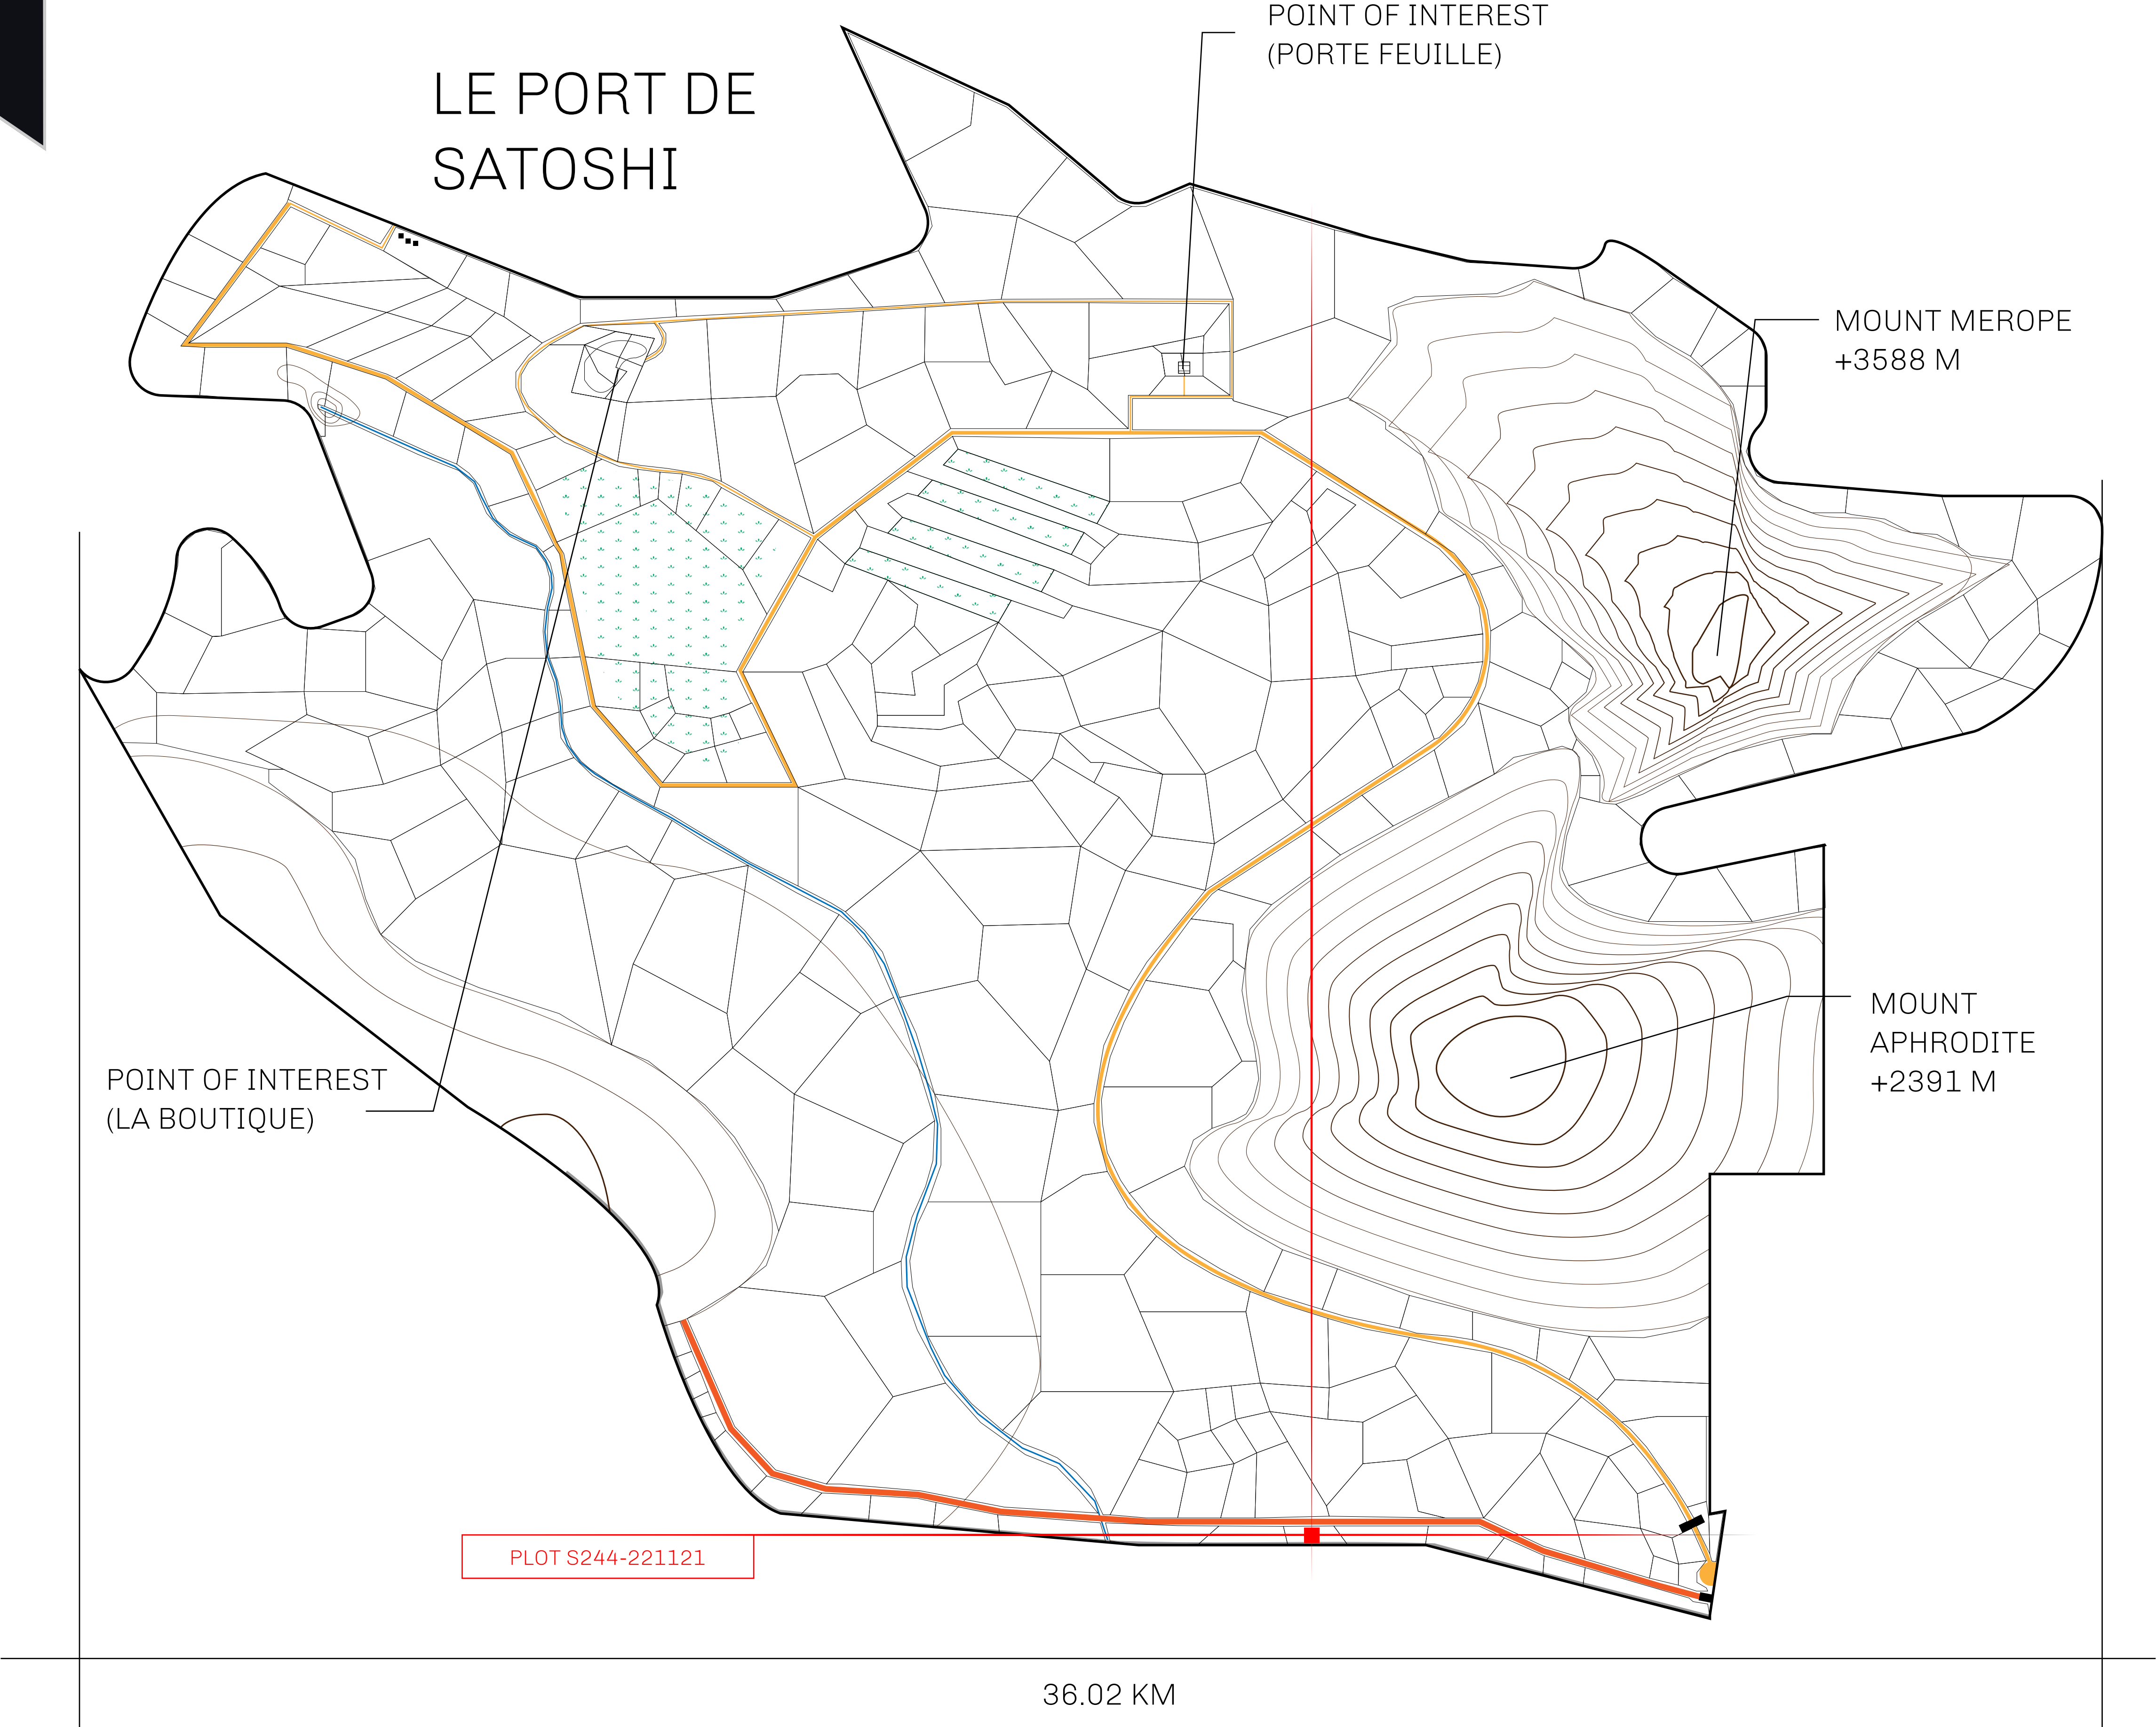 POINT OF INTEREST
(PORTE FEUILLE)
LE PORT DE
SATOSHI
MOUNT MEROPE
+3588 M
MOUNT
APHRODITE
+2391 M
POINT OF INTEREST
(LA BOUTIQUE)
PLOT S244-221121
36.02 KM